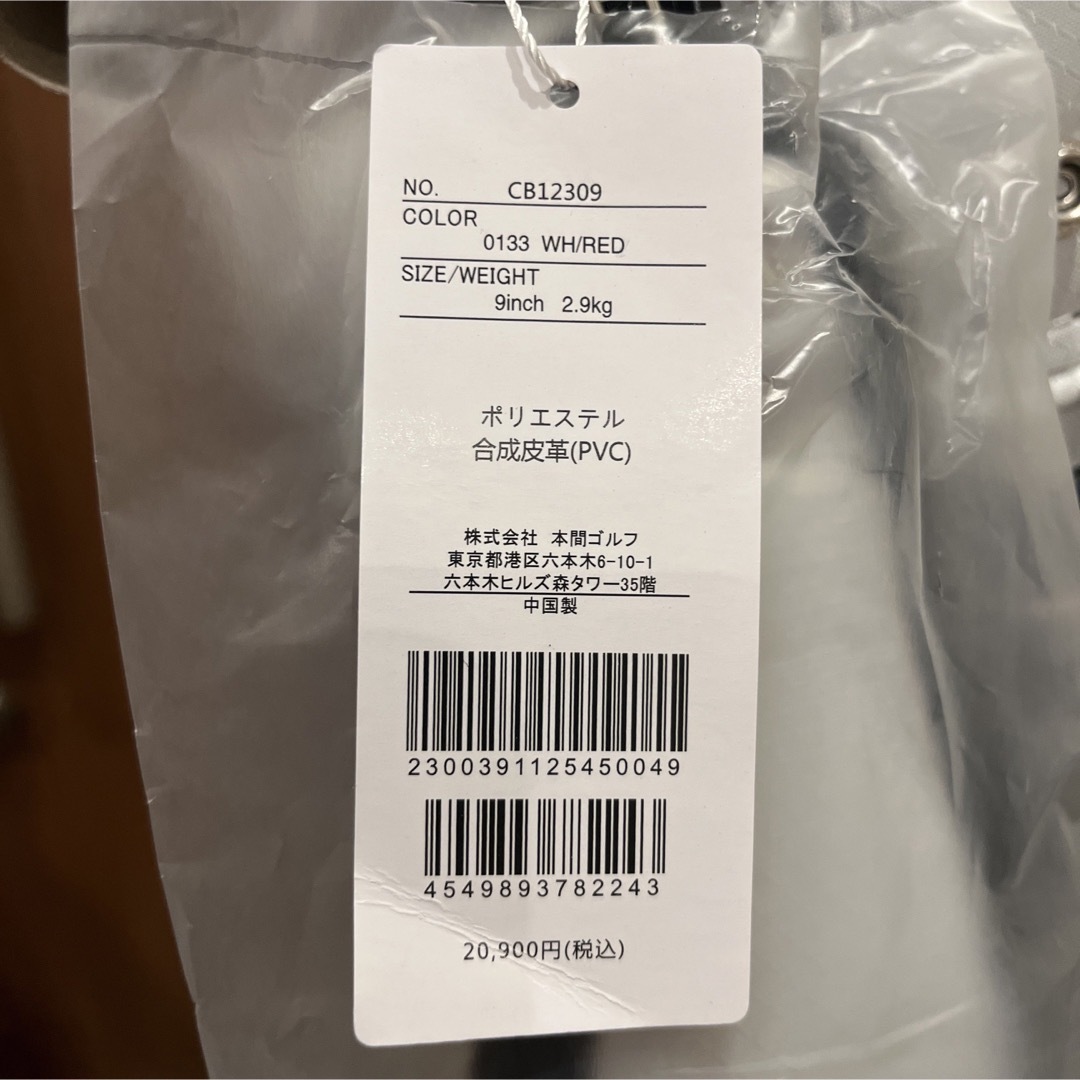 NO. CB12309
COLOR
0133 WH/RED
SIZE/WEIGHT
9inch 2.9kg
ポリエステル
合成皮革(PVC)
株式会社 本間ゴルフ
東京都港区六本木6-10-1
六本木ヒルズ森タワー35階
中国製
2300391125450049
4549893782243
20,900円(税込)